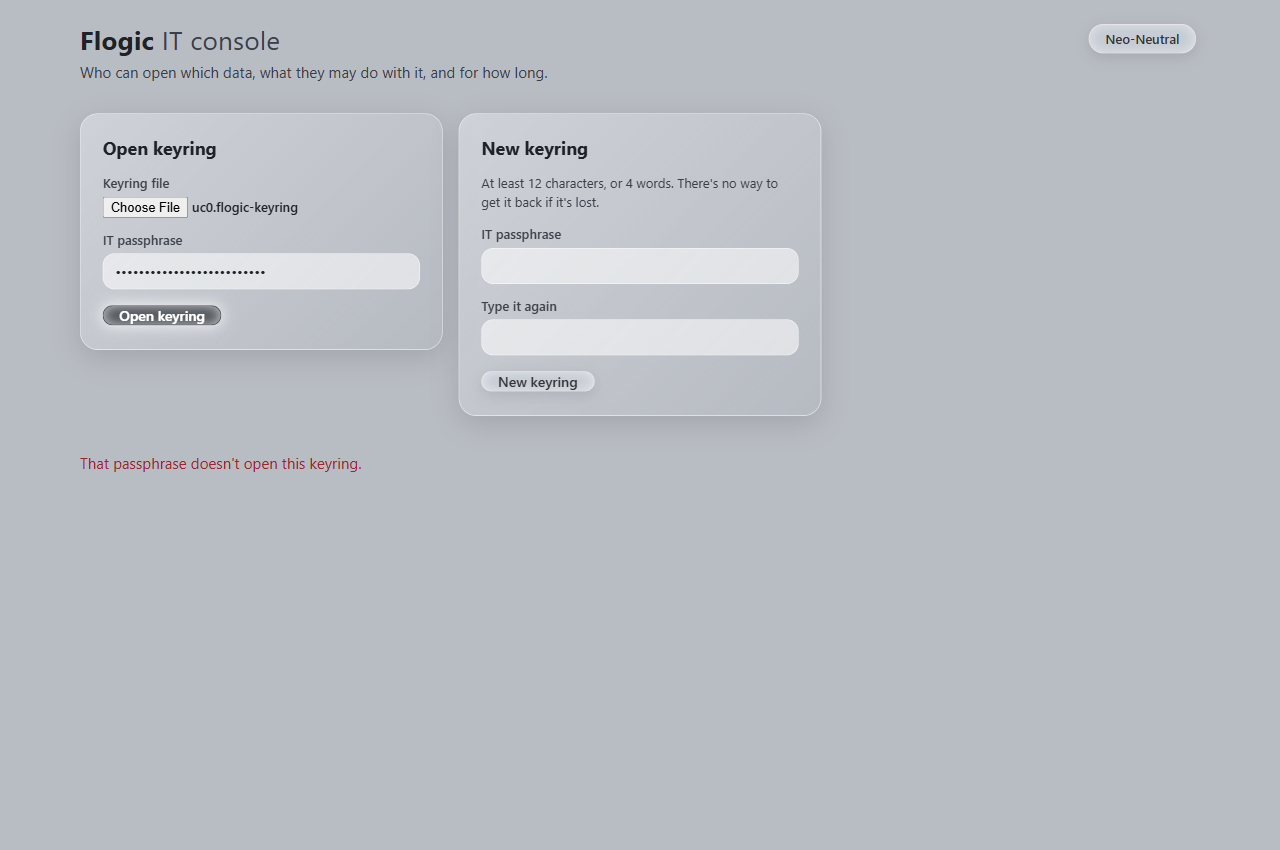 Flogic IT console
Neo-Neutral
Who can open which data, what they may do with it, and for how long.
Open keyring
Keyring file
Choose File uc0.flogic-keyring
IT passphrase
••••••••••••••••••••••••••
Open keyring
New keyring
At least 12 characters, or 4 words. There's no way to
get it back if it's lost.
IT passphrase
Type it again
New keyring
That passphrase doesn't open this keyring.